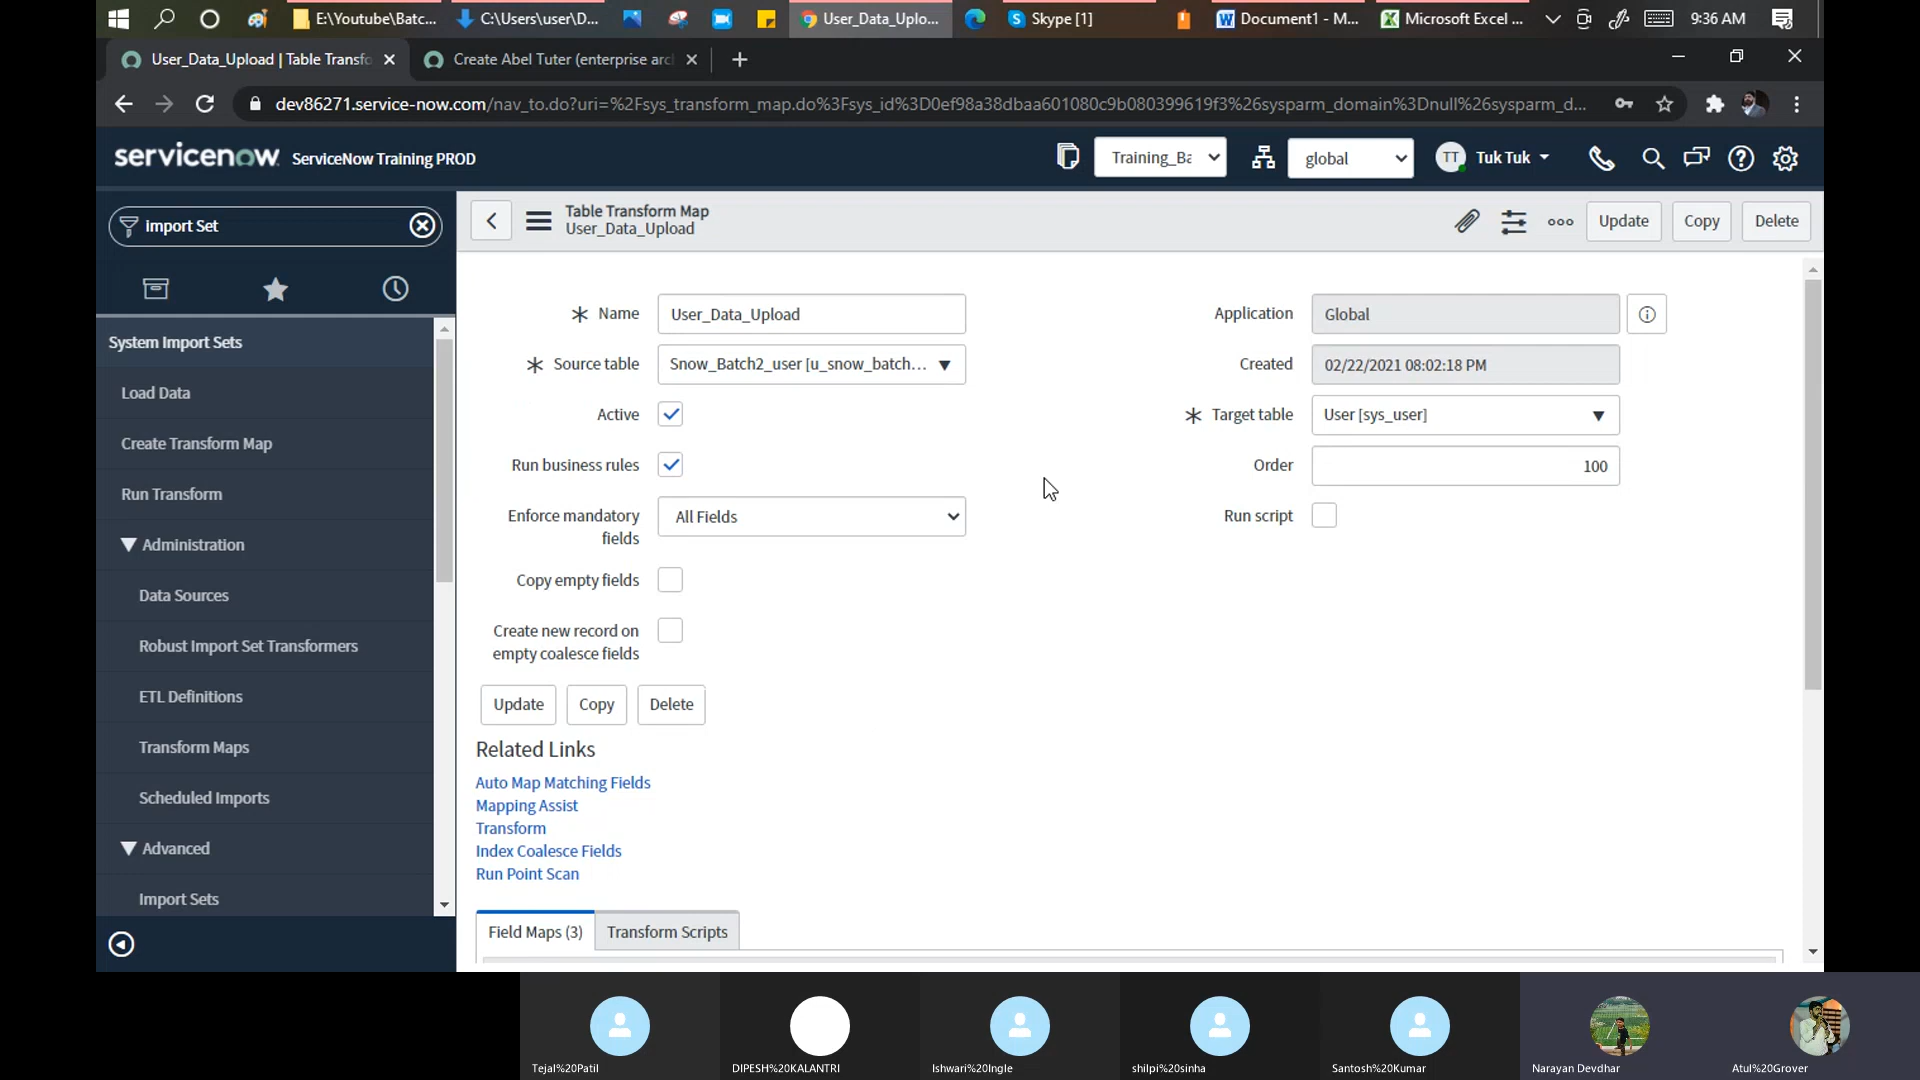 E:\Youtube\Batc...
C:\Users\user\D...
User_Data_Uplo...
Skype [1]
Document1 - M...
Microsoft Excel ...
9:36 AM
User_Data_Upload | Table Transfo
Create Abel Tuter (enterprise arc
dev86271.service-now.com/nav_to.do?uri=%2Fsys_transform_map.do%3Fsys_id%3D0ef98a38dbaa601080c9b080399619f3%26sysparm_domain%3Dnull%26sysparm_d...
servicenow
ServiceNow Training PROD
Training_Ba
global
TT
Tuk Tuk
Import Set
Table Transform Map
User_Data_Upload
Update
Copy
Delete
System Import Sets
Load Data
Create Transform Map
Run Transform
Administration
Data Sources
Robust Import Set Transformers
ETL Definitions
Transform Maps
Scheduled Imports
Advanced
Import Sets
Name
User_Data_Upload
Source table
Snow_Batch2_user [u_snow_batch...
Active
Run business rules
Enforce mandatory
fields
All Fields
Copy empty fields
Create new record on
empty coalesce fields
Application
Global
Created
02/22/2021 08:02:18 PM
Target table
User [sys_user]
Order
100
Run script
Update
Copy
Delete
Related Links
Auto Map Matching Fields
Mapping Assist
Transform
Index Coalesce Fields
Run Point Scan
Field Maps (3)
Transform Scripts
Tejal%20Patil
DIPESH%20KALANTRI
Ishwari%20Ingle
shilpi%20sinha
Santosh%20Kumar
Narayan Devdhar
Atul%20Grover